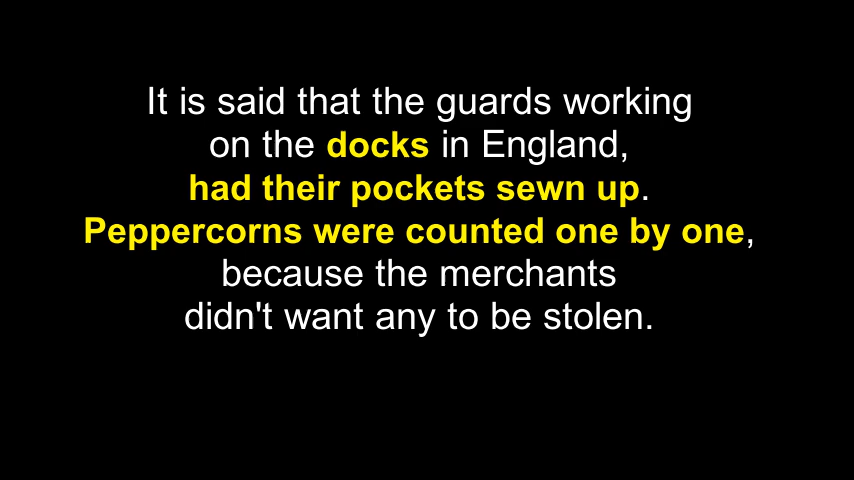 It is said that the guards working
on the docks in England,
had their pockets sewn up.
Peppercorns were counted one by one,
because the merchants
didn't want any to be stolen.